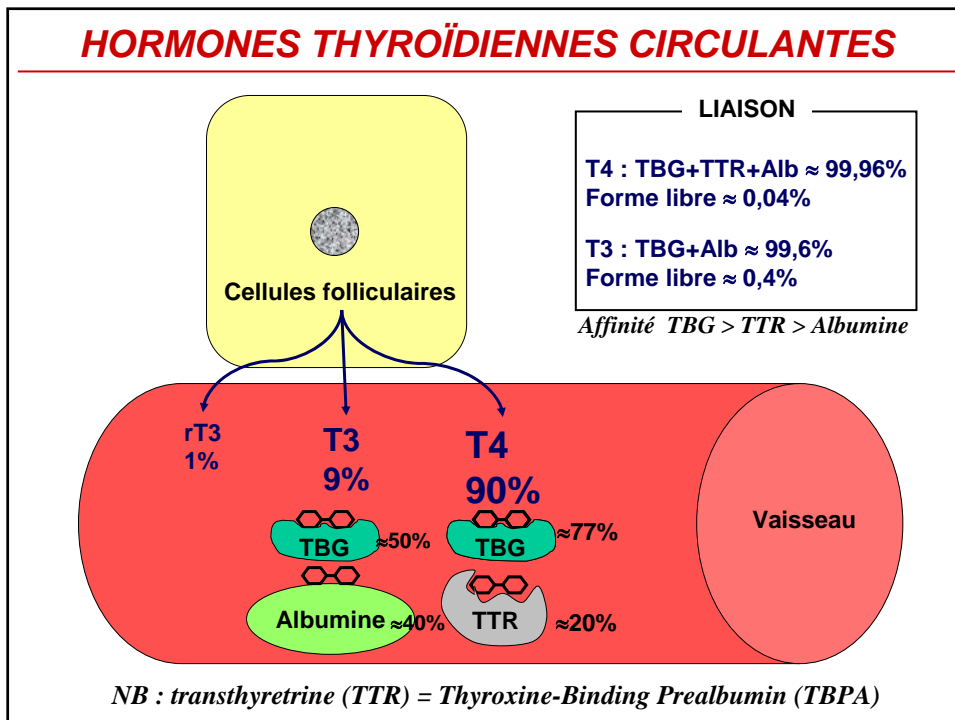 HORMONES THYROÏDIENNES CIRCULANTES
LIAISON
T4 : TBG+TTR+Alb ≈ 99,96%
Forme libre ≈ 0,04%
T3 : TBG+Alb ≈ 99,6%
Forme libre ≈ 0,4%
Affinité TBG > TTR > Albumine
Cellules folliculaires
rT3
1%
T3
9%
T4
90%
TBG ≈50%
TBG ≈77%
Albumine ≈40%
TTR ≈20%
Vaisseau
NB : transthyretrine (TTR) = Thyroxine-Binding Prealbumin (TBPA)